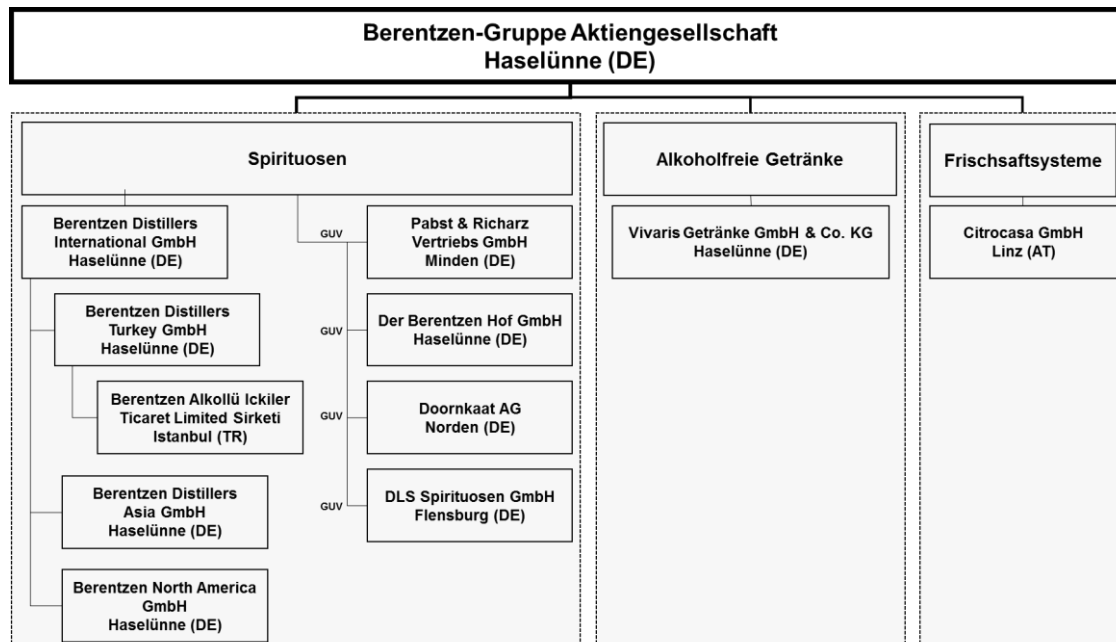 Berentzen-Gruppe Aktiengesellschaft
Haselünne (DE)
Spirituosen
Berentzen Distillers
International GmbH
Haselünne (DE)
Berentzen Distillers
Turkey GmbH
Haselünne (DE)
Berentzen Alkollü Ickiler
Ticaret Limited Sirketi
Istanbul (TR)
Berentzen Distillers
Asia GmbH
Haselünne (DE)
Berentzen North America
GmbH
Haselünne (DE)
GUV
Pabst & Richarz
Vertriebs GmbH
Minden (DE)
GUV
Der Berentzen Hof GmbH
Haselünne (DE)
GUV
Doornkaat AG
Norden (DE)
GUV
DLS Spirituosen GmbH
Flensburg (DE)
Alkoholfreie Getränke
Vivaris Getränke GmbH & Co. KG
Haselünne (DE)
Frischsaftsysteme
Citrocasa GmbH
Linz (AT)